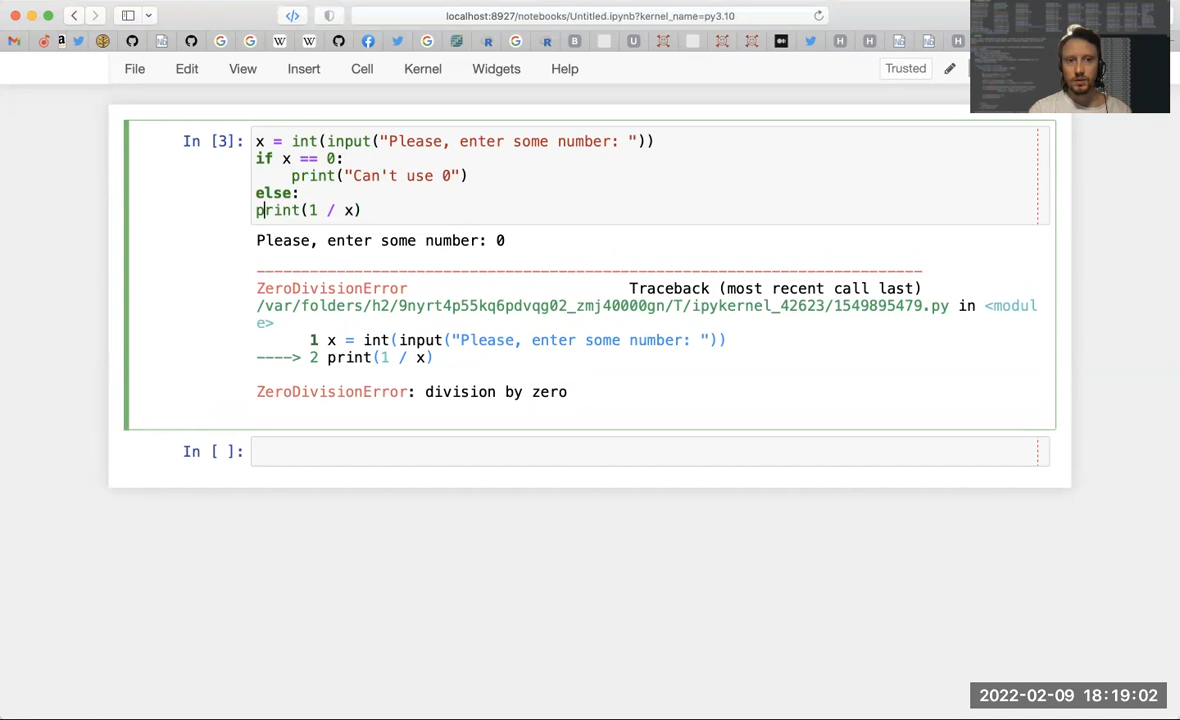 localhost:8927/notebooks/Untitled.ipynb?kernel_name=py3.10
File Edit View Insert Cell Kernel Widgets Help
Trusted
In [3]: x = int(input("Please, enter some number: "))
if x == 0:
    print("Can't use 0")
else:
print(1 / x)
Please, enter some number: 0
---------------------------------------------------------------------------
ZeroDivisionError Traceback (most recent call last)
/var/folders/h2/9nyrt4p55kq6pdvqg02_zmj40000gn/T/ipykernel_42623/1549895479.py in <modul
e>
      1 x = int(input("Please, enter some number: "))
----> 2 print(1 / x)
ZeroDivisionError: division by zero
In [ ]:
2022-02-09 18:19:02